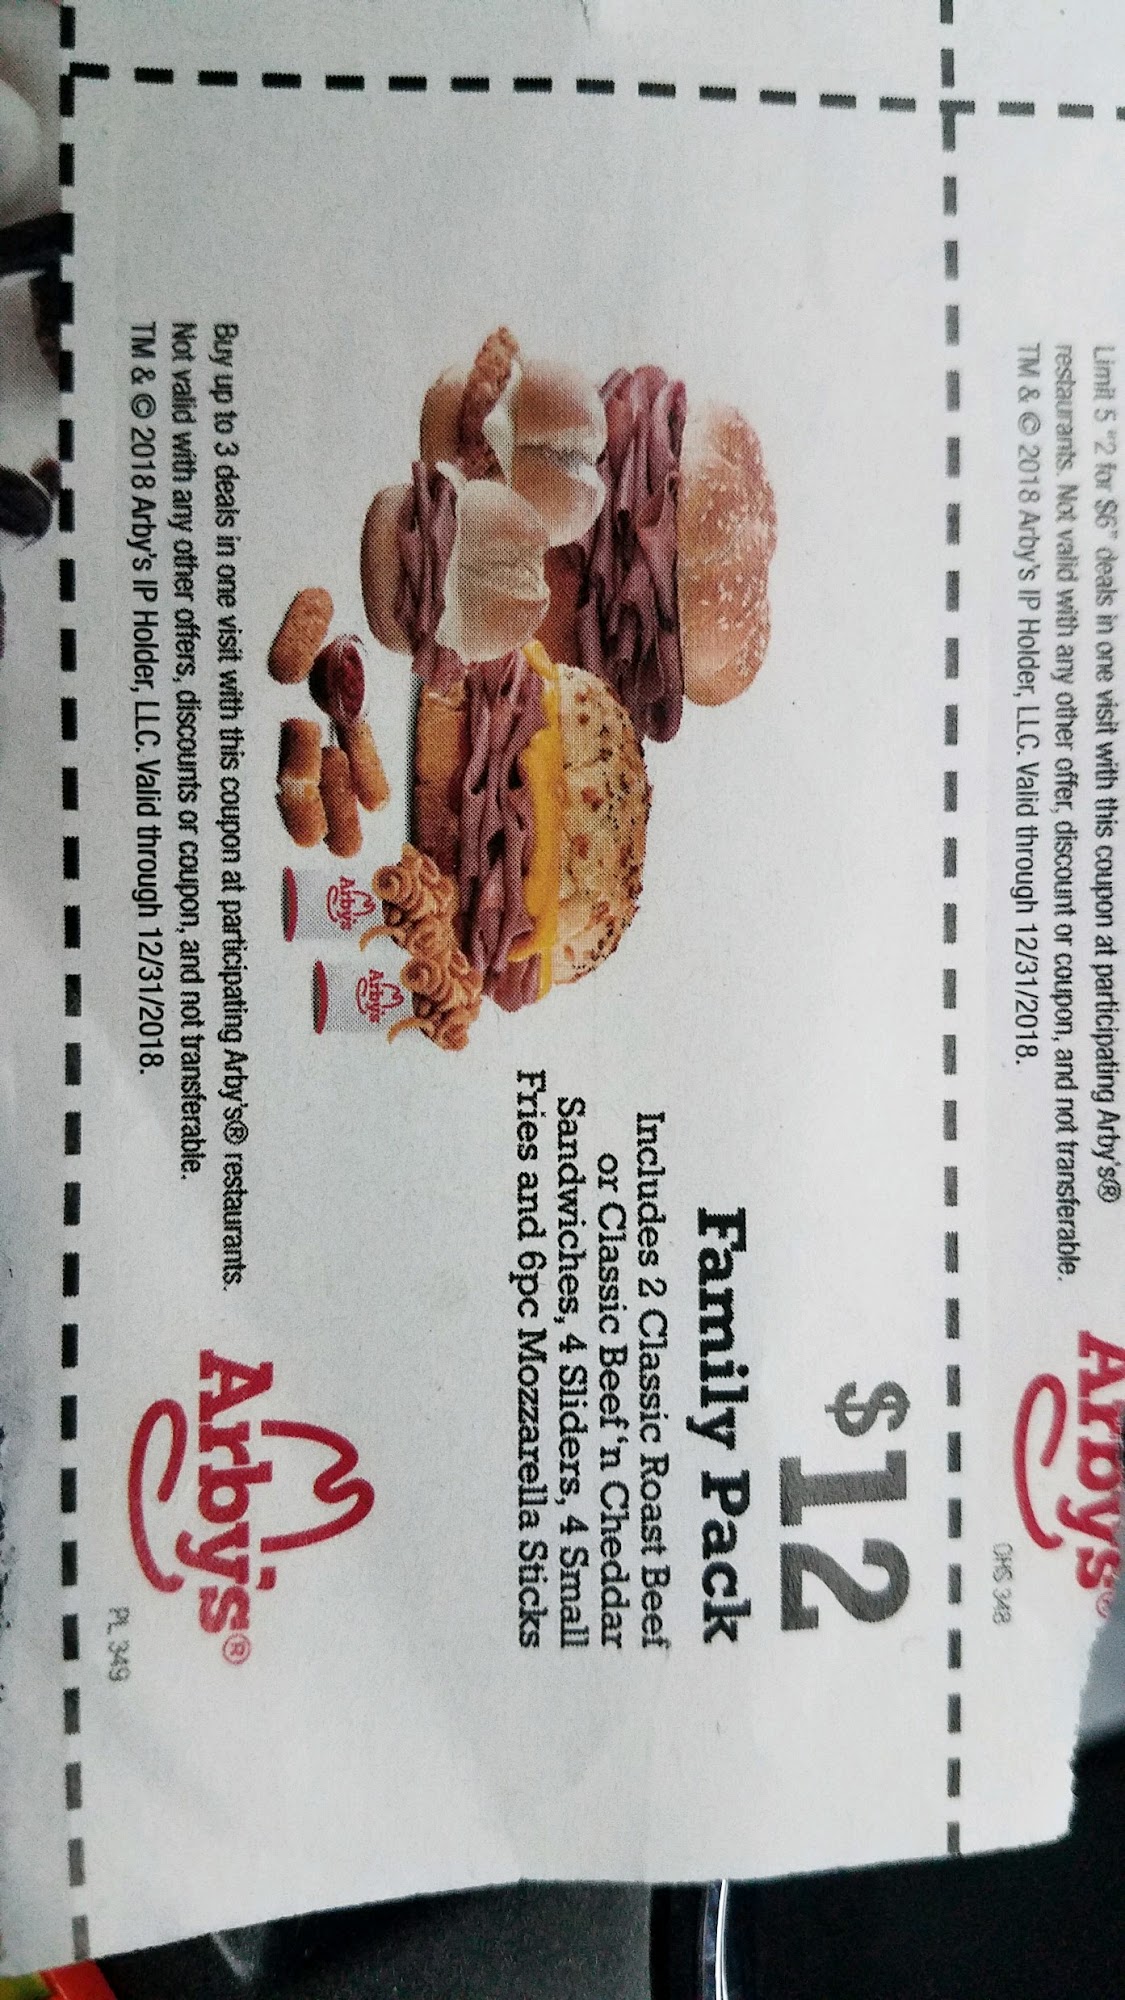 Limit 5 "2 for $6" deals in one visit with this coupon at participating Arby's®
restaurants. Not valid with any other offer, discount or coupon, and not transferable.
TM & © 2018 Arby's IP Holder, LLC. Valid through 12/31/2018.
Arby's®
OHS 348
$12
Family Pack
Includes 2 Classic Roast Beef
or Classic Beef 'n Cheddar
Sandwiches, 4 Sliders, 4 Small
Fries and 6pc Mozzarella Sticks
Arby's
Arby's
Buy up to 3 deals in one visit with this coupon at participating Arby's® restaurants.
Not valid with any other offers, discounts or coupon, and not transferable.
TM & © 2018 Arby's IP Holder, LLC. Valid through 12/31/2018.
Arby's®
PL 349